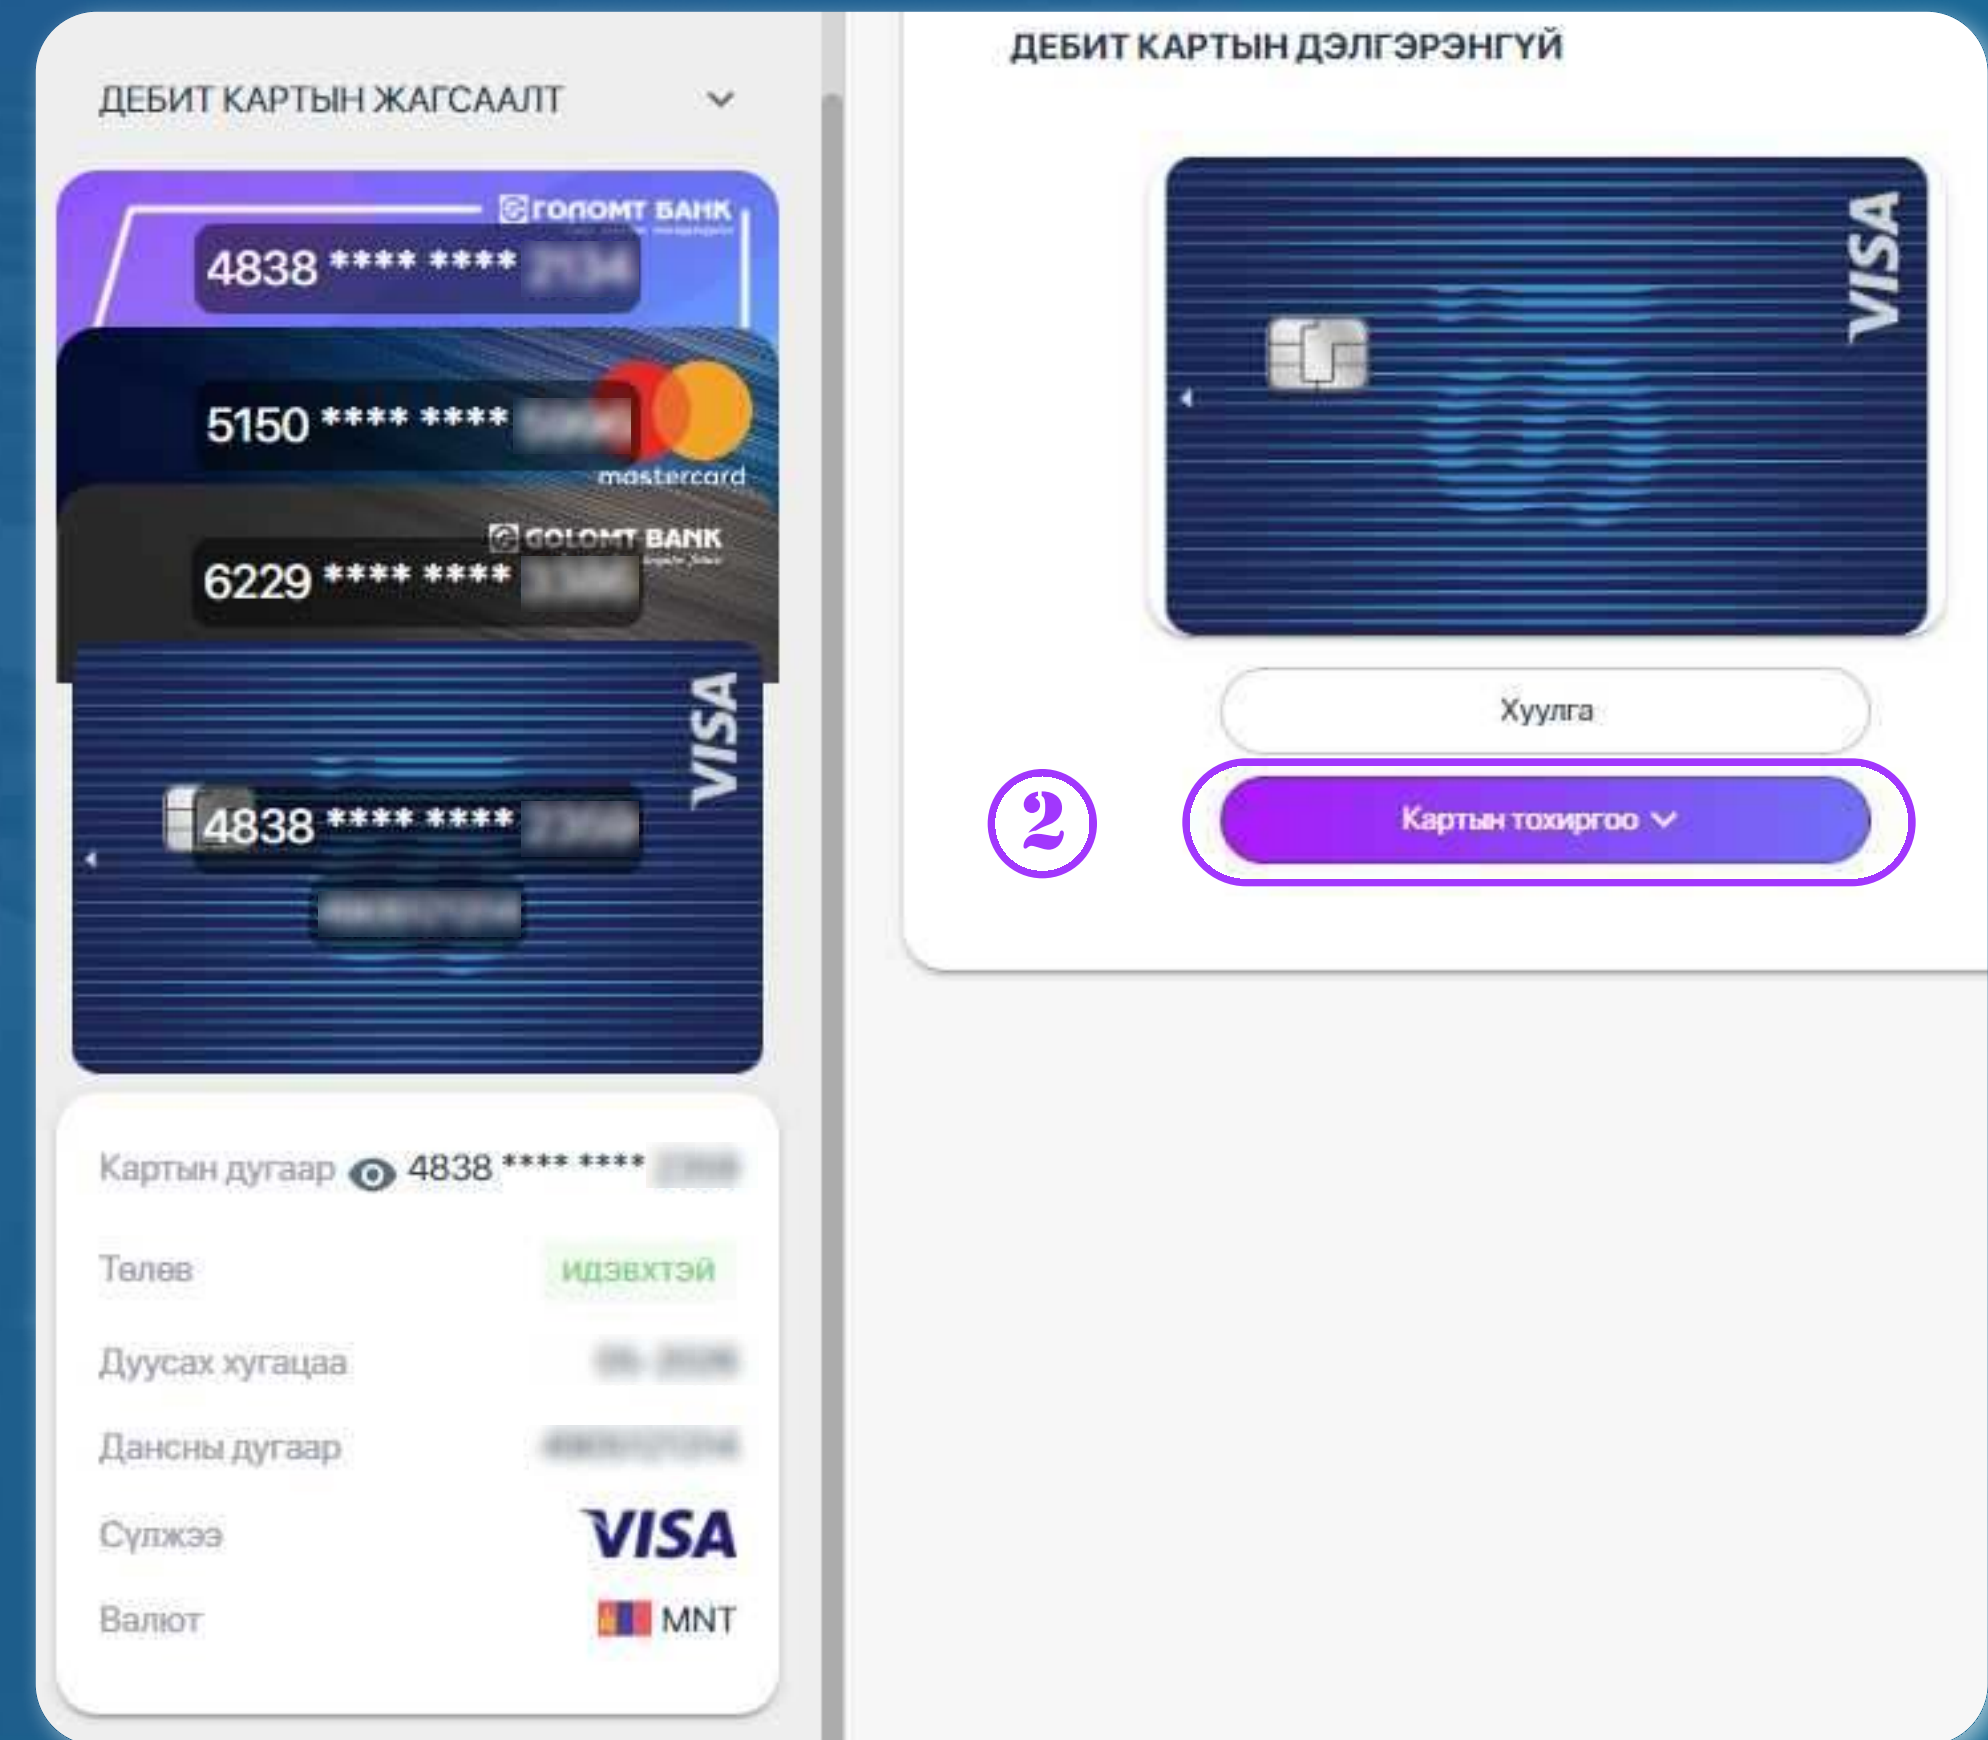 ДЕБИТ КАРТЫН ЖАГСААЛТ
ГОЛОМТ БАНК
4838 **** ****
5150 **** ****
mastercard
GOLOMT BANK
6229 **** ****
VISA
4838 **** ****
Картын дугаар 4838 **** ****
Төлөв ИДЭВХТЭЙ
Дуусах хугацаа
Дансны дугаар
Сүлжээ VISA
Валют MNT
ДЕБИТ КАРТЫН ДЭЛГЭРЭНГҮЙ
VISA
Хуулга
2
Картын тохиргоо